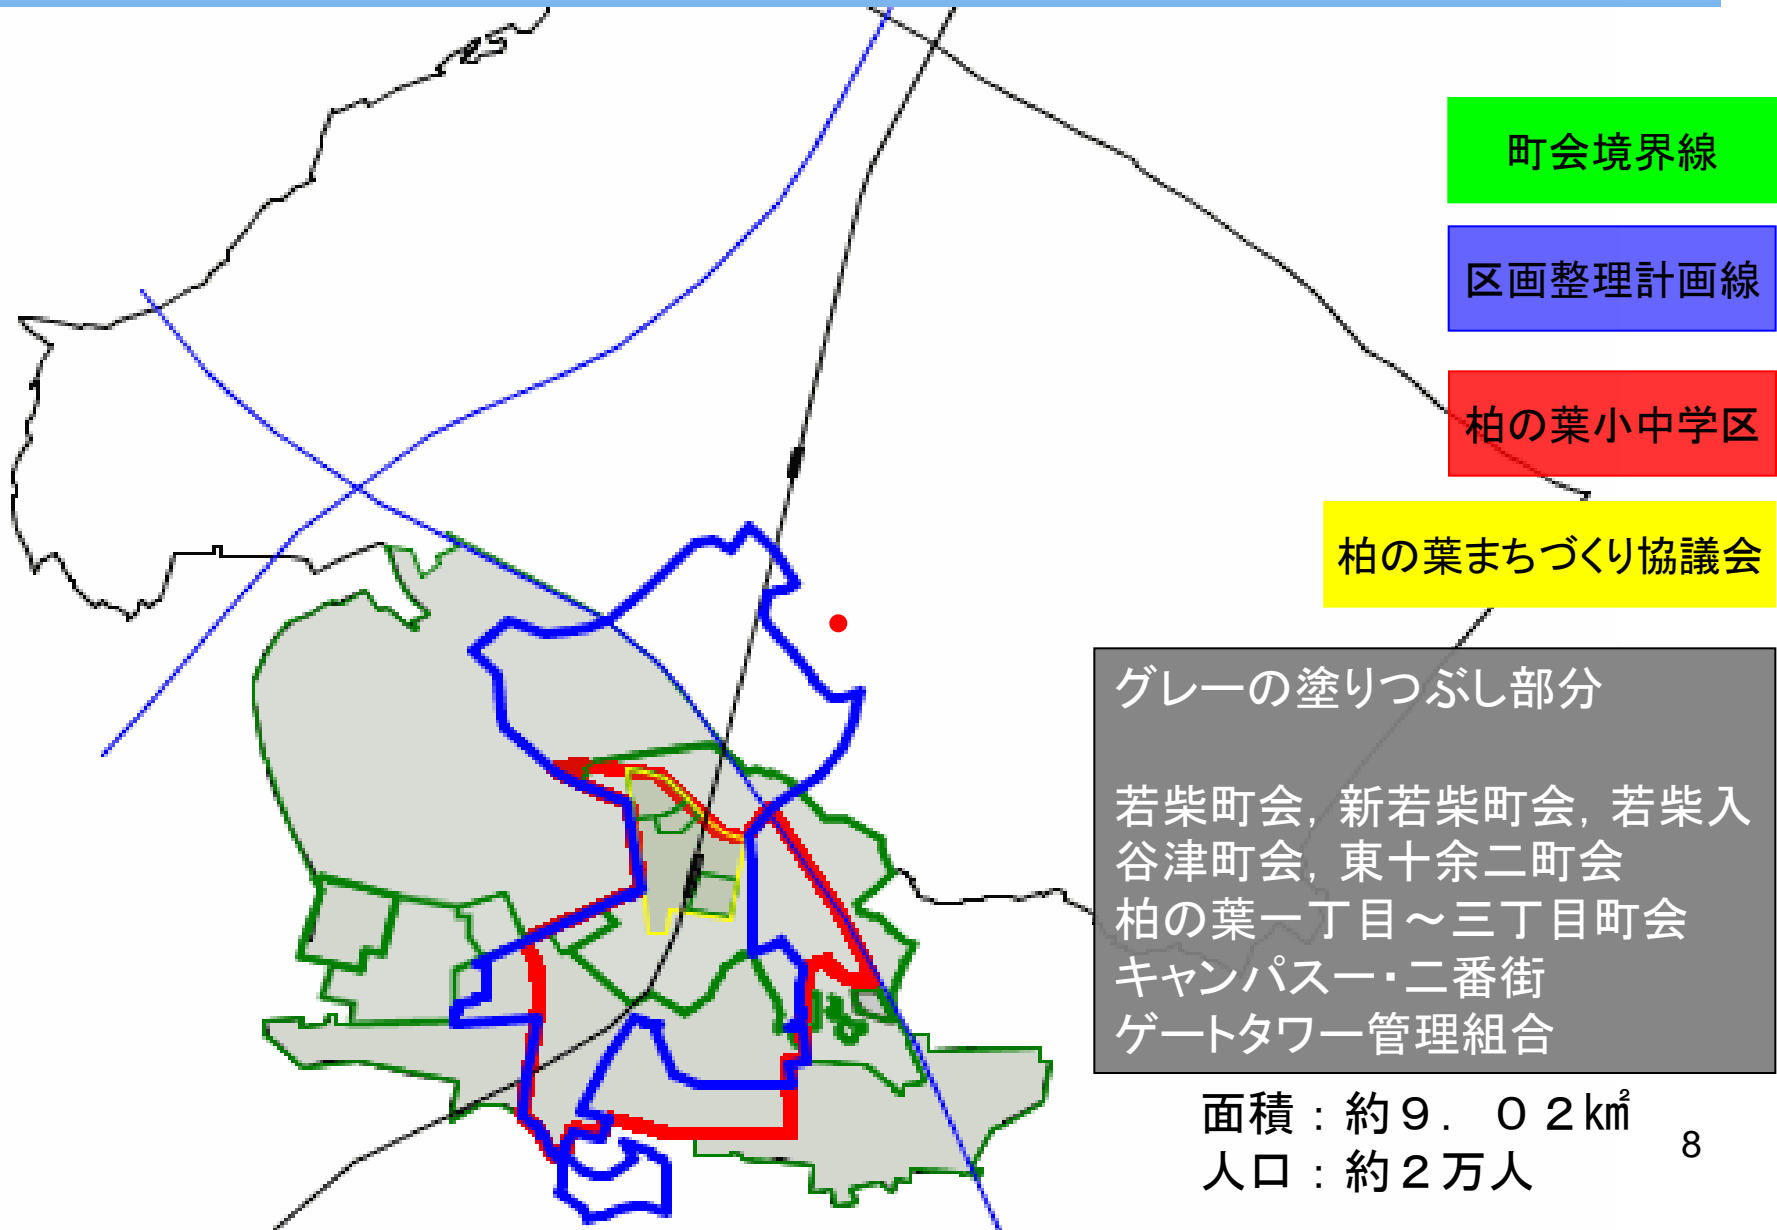 町会境界線
区画整理計画線
柏の葉小中学区
柏の葉まちづくり協議会
グレーの塗りつぶし部分
若柴町会, 新若柴町会, 若柴入
谷津町会, 東十余二町会
柏の葉一丁目～三丁目町会
キャンパス一・二番街
ゲートタワー管理組合
面積：約９．０２㎢
人口：約２万人
8